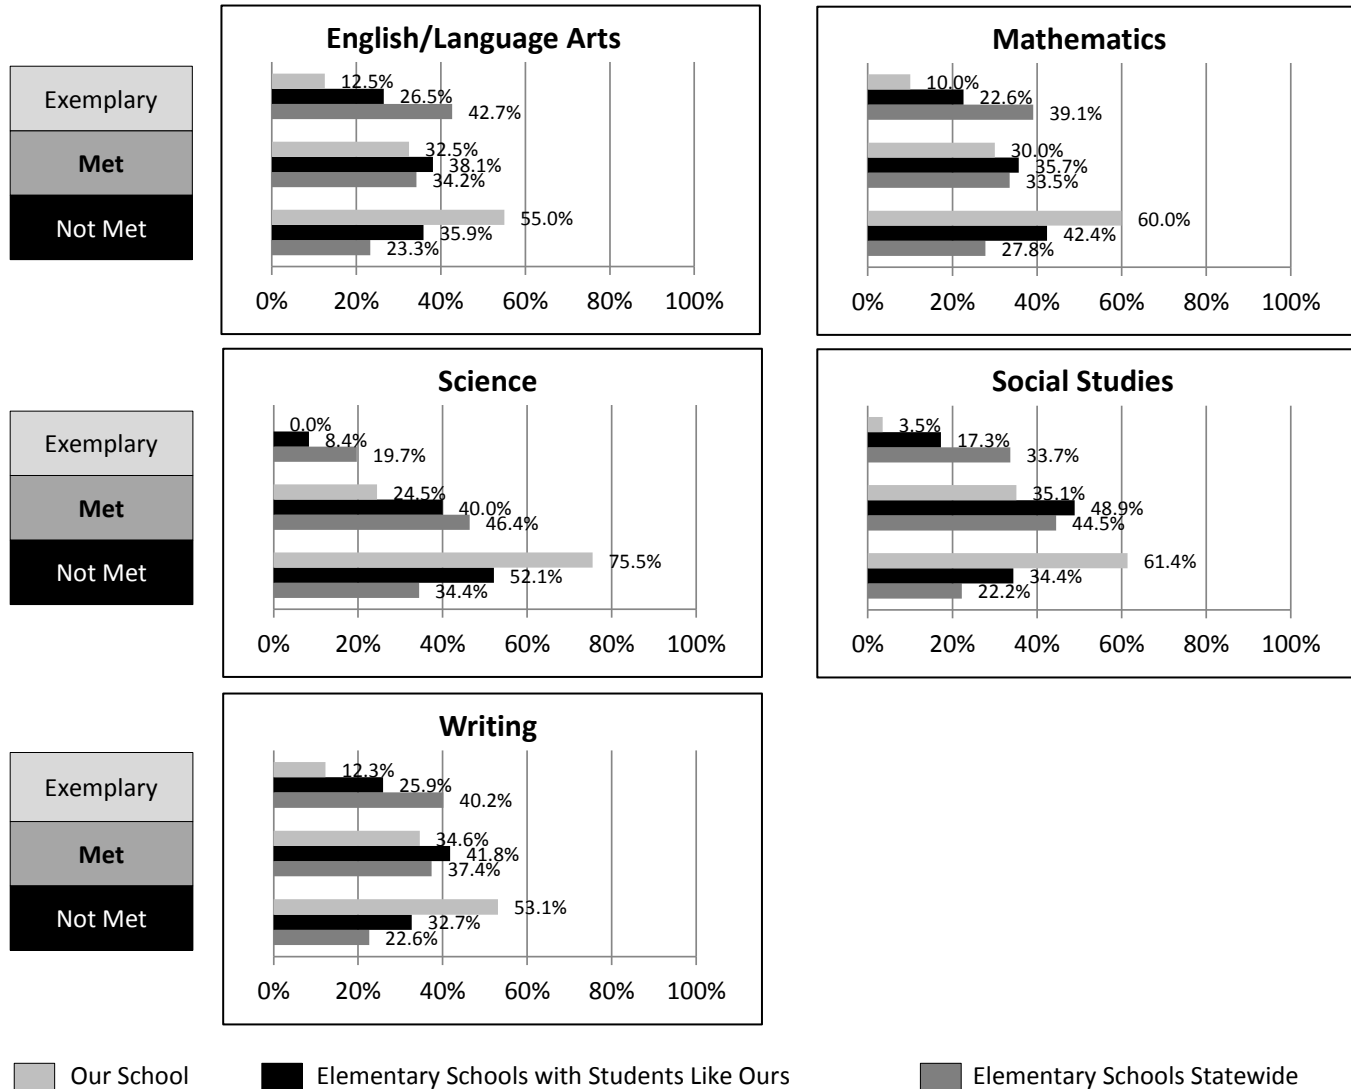 English/Language Arts
Exemplary
Met
Not Met
12.5%
26.5%
42.7%
32.5%
38.1%
34.2%
55.0%
35.9%
23.3%
0% 20% 40% 60% 80% 100%
Mathematics
10.0%
22.6%
39.1%
30.0%
35.7%
33.5%
60.0%
42.4%
27.8%
0% 20% 40% 60% 80% 100%
Science
Exemplary
Met
Not Met
0.0%
8.4%
19.7%
24.5%
40.0%
46.4%
75.5%
52.1%
34.4%
0% 20% 40% 60% 80% 100%
Social Studies
3.5%
17.3%
33.7%
35.1%
48.9%
44.5%
61.4%
34.4%
22.2%
0% 20% 40% 60% 80% 100%
Writing
Exemplary
Met
Not Met
12.3%
25.9%
40.2%
34.6%
41.8%
37.4%
53.1%
32.7%
22.6%
0% 20% 40% 60% 80% 100%
Our School Elementary Schools with Students Like Ours Elementary Schools Statewide